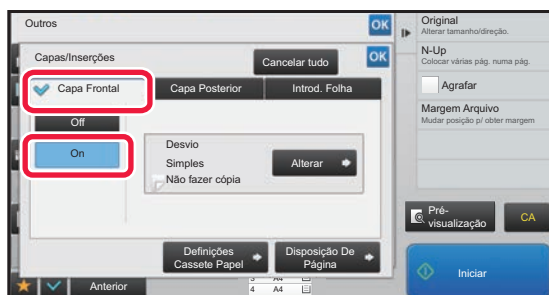 Outros
OK
Capas/Inserções
Cancelar tudo
OK
Capa Frontal
Capa Posterior
Introd. Folha
Off
On
Desvio
Simples
Não fazer cópia
Alterar
Definições
Cassete Papel
Disposição De
Página
Anterior
4 A4
Original
Alterar tamanho/direção.
N-Up
Colocar várias pág. numa pág.
Agrafar
Margem Arquivo
Mudar posição p/ obter margem
Pré-
visualização
CA
Iniciar